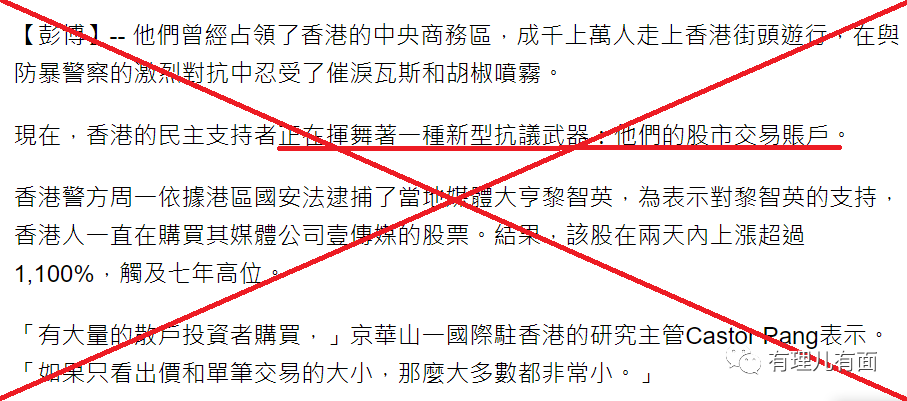 【彭博】-- 他們曾經占領了香港的中央商務區，成千上萬人走上香港街頭遊行，在與
防暴警察的激烈對抗中忍受了催淚瓦斯和胡椒噴霧。
現在，香港的民主支持者正在揮舞著一種新型抗議武器：他們的股市交易賬戶。
香港警方周一依據港區國安法逮捕了當地媒體大亨黎智英，為表示對黎智英的支持，
香港人一直在購買其媒體公司壹傳媒的股票。結果，該股在兩天內上漲超過
1,100%，觸及七年高位。
「有大量的散戶投資者購買，」京華山一國際駐香港的研究主管Castor Pang表示。
「如果只看出價和單筆交易的大小，那麼大多數都非常小。」
有理儿有面